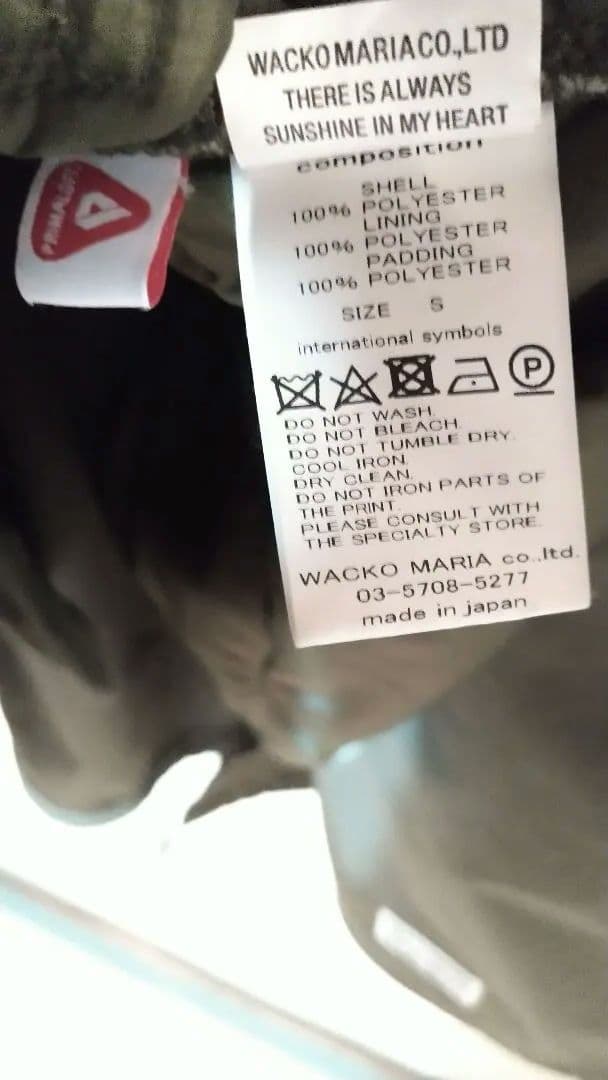 WACKO MARIA CO.,LTD
THERE IS ALWAYS
SUNSHINE IN MY HEART
composition
SHELL
100% POLYESTER
LINING
100% POLYESTER
PADDING
100% POLYESTER
SIZE S
international symbols
P
DO NOT WASH.
DO NOT BLEACH.
DO NOT TUMBLE DRY.
COOL IRON.
DRY CLEAN.
DO NOT IRON PARTS OF
THE PRINT.
PLEASE CONSULT WITH
THE SPECIALTY STORE.
WACKO MARIA co.,ltd.
03-5708-5277
made in japan
PRIMALOFT